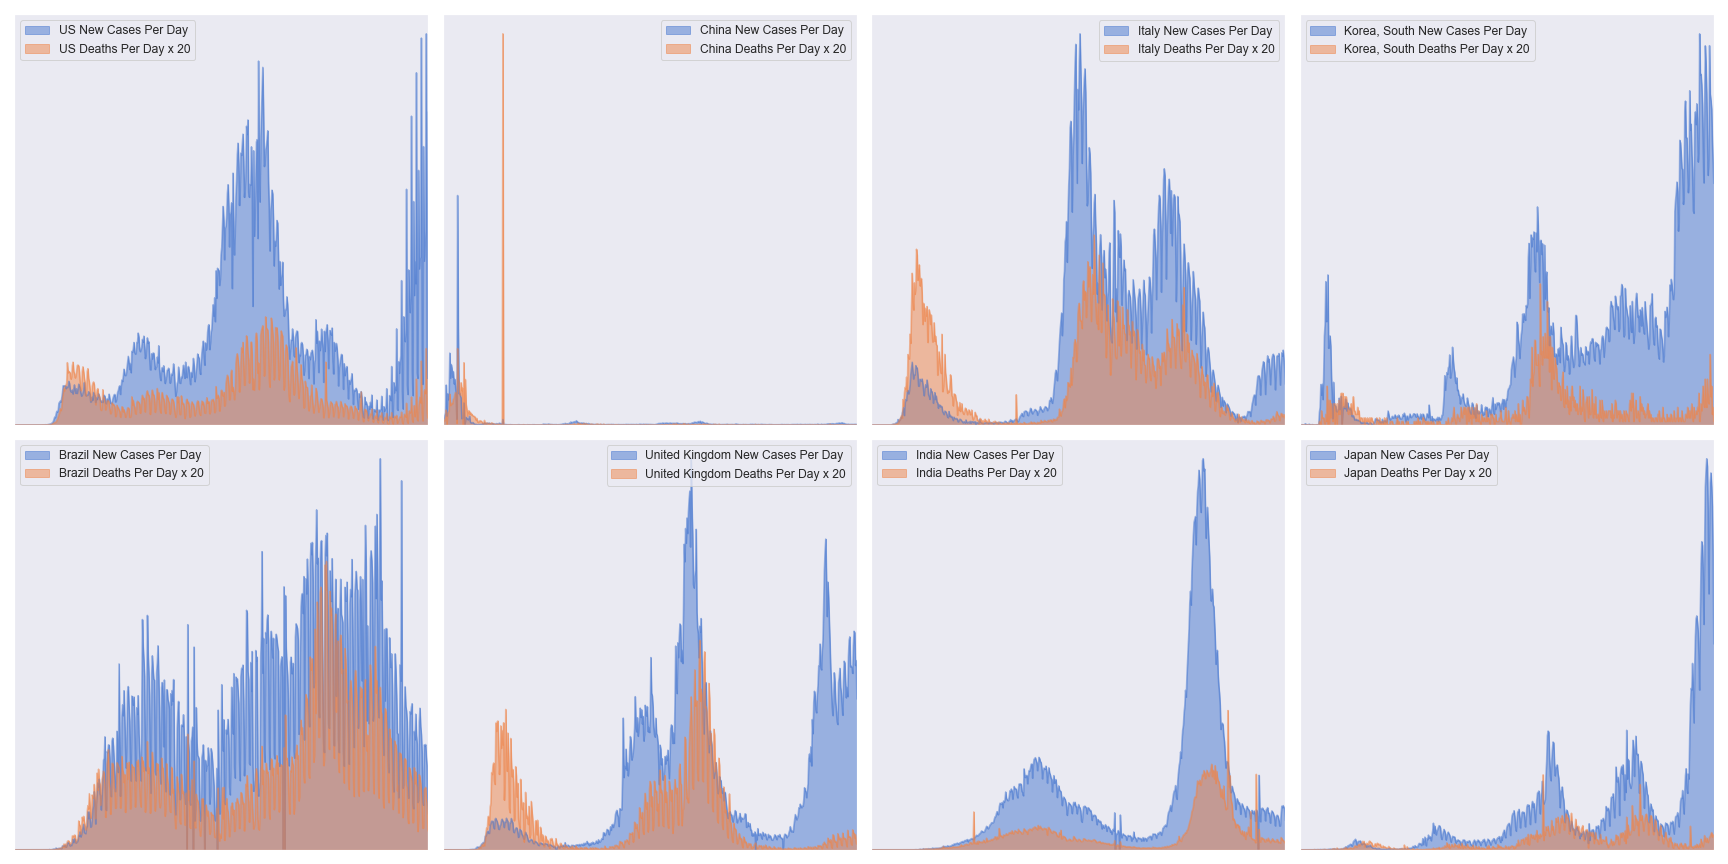 US New Cases Per Day
US Deaths Per Day x 20
China New Cases Per Day
China Deaths Per Day x 20
Italy New Cases Per Day
Italy Deaths Per Day x 20
Korea, South New Cases Per Day
Korea, South Deaths Per Day x 20
Brazil New Cases Per Day
Brazil Deaths Per Day x 20
United Kingdom New Cases Per Day
United Kingdom Deaths Per Day x 20
India New Cases Per Day
India Deaths Per Day x 20
Japan New Cases Per Day
Japan Deaths Per Day x 20